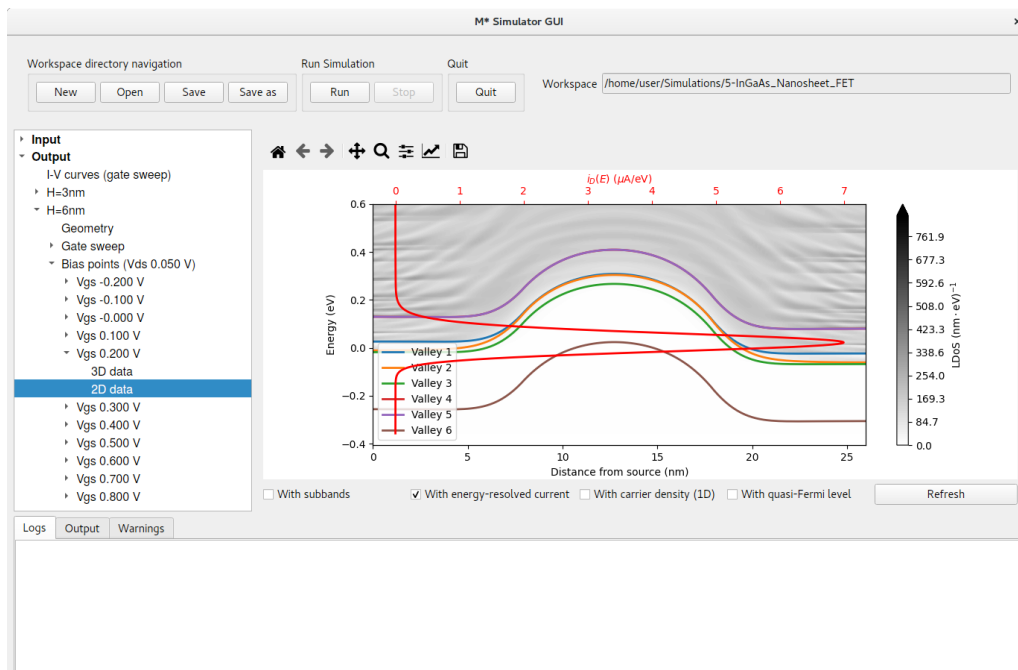 M* Simulator GUI
Workspace directory navigation
Run Simulation
Quit
New
Open
Save
Save as
Run
Stop
Quit
Workspace
/home/user/Simulations/5-InGaAs_Nanosheet_FET
Input
Output
I-V curves (gate sweep)
H=3nm
H=6nm
Geometry
Gate sweep
Bias points (Vds 0.050 V)
Vgs -0.200 V
Vgs -0.100 V
Vgs -0.000 V
Vgs 0.100 V
Vgs 0.200 V
3D data
2D data
Vgs 0.300 V
Vgs 0.400 V
Vgs 0.500 V
Vgs 0.600 V
Vgs 0.700 V
Vgs 0.800 V
iD(E) (μA/eV)
0 1 2 3 4 5 6 7
Energy (eV)
0.6
0.4
0.2
0.0
−0.2
−0.4
Valley 1
Valley 2
Valley 3
Valley 4
Valley 5
Valley 6
0 5 10 15 20 25
Distance from source (nm)
761.9
677.3
592.6
508.0
423.3
338.6
254.0
169.3
84.7
0.0
LDoS (nm · eV)⁻¹
With subbands
With energy-resolved current
With carrier density (1D)
With quasi-Fermi level
Refresh
Logs
Output
Warnings